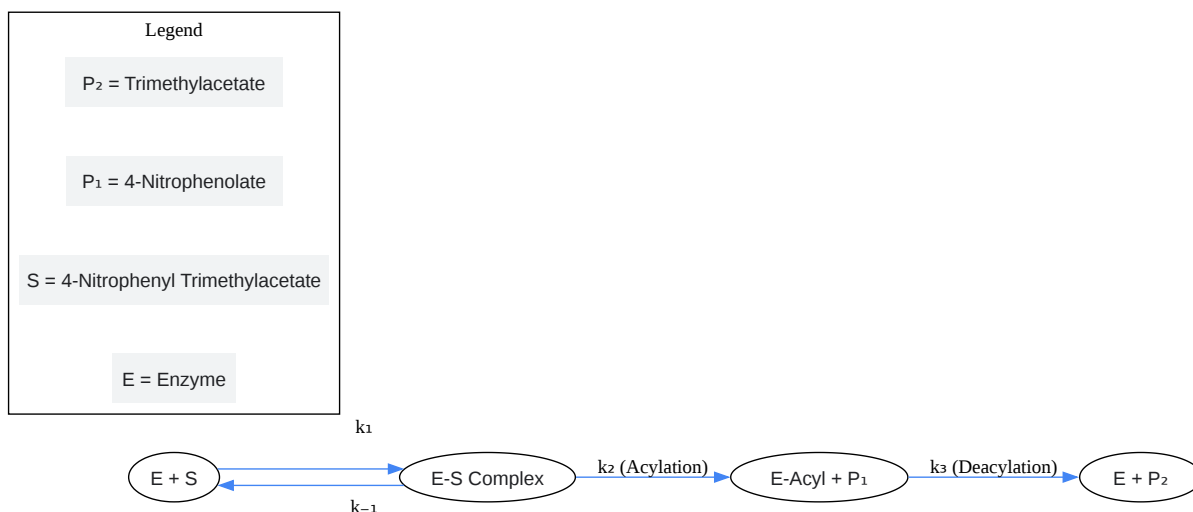 Legend
P₂ = Trimethylacetate
P₁ = 4-Nitrophenolate
S = 4-Nitrophenyl Trimethylacetate
E = Enzyme
k₁
E + S
E-S Complex
k₂ (Acylation)
E-Acyl + P₁
k₃ (Deacylation)
E + P₂
k₋₁